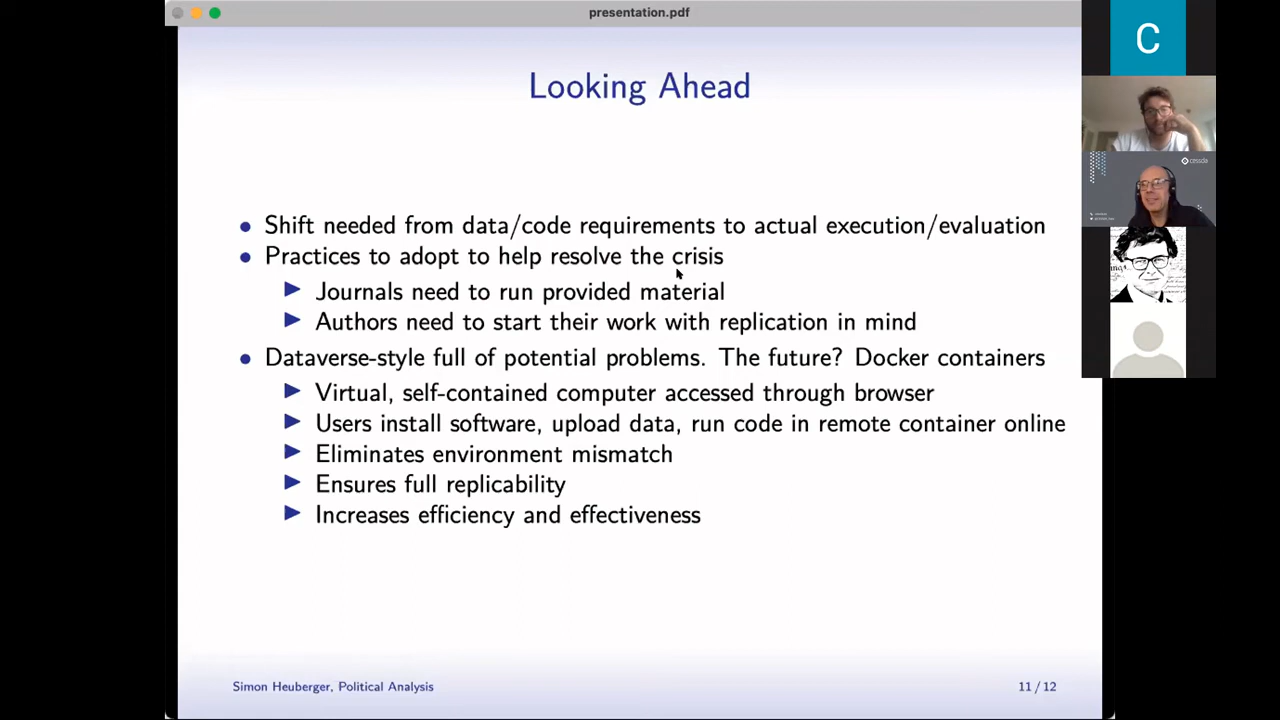 presentation.pdf
Looking Ahead
Shift needed from data/code requirements to actual execution/evaluation
Practices to adopt to help resolve the crisis
Journals need to run provided material
Authors need to start their work with replication in mind
Dataverse-style full of potential problems. The future? Docker containers
Virtual, self-contained computer accessed through browser
Users install software, upload data, run code in remote container online
Eliminates environment mismatch
Ensures full replicability
Increases efficiency and effectiveness
Simon Heuberger, Political Analysis
11 / 12
C
cessda